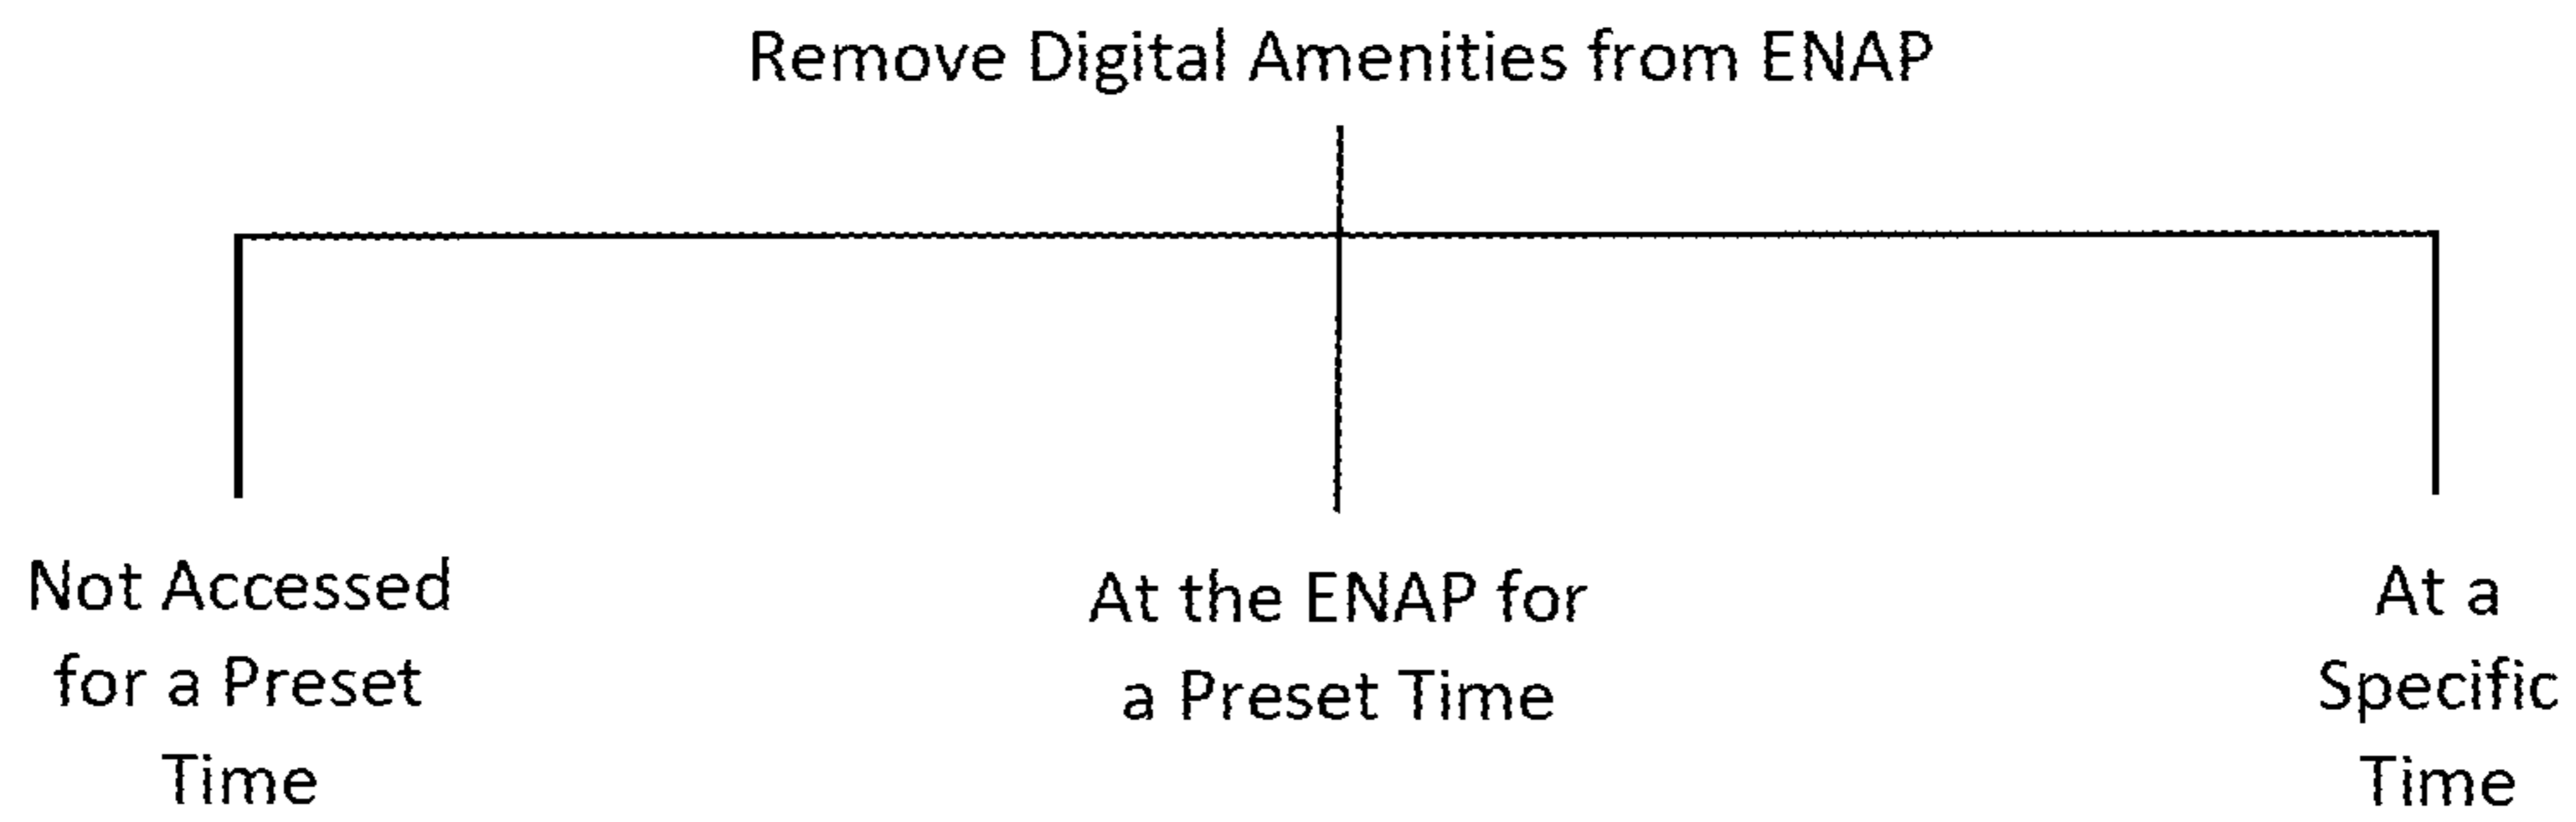 Remove Digital Amenities from ENAP
Not Accessed
for a Preset
Time
At the ENAP for
a Preset Time
At a
Specific
Time